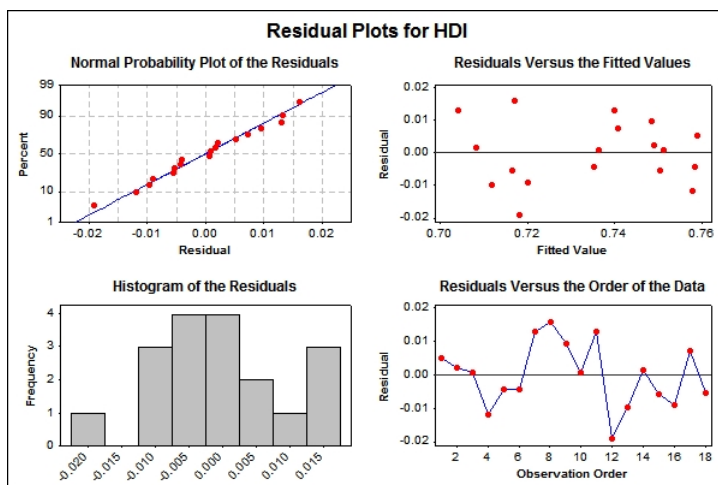 Residual Plots for HDI
Normal Probability Plot of the Residuals
99
90
50
10
1
Percent
-0.02 -0.01 0.00 0.01 0.02
Residual
Residuals Versus the Fitted Values
0.02
0.01
0.00
-0.01
-0.02
Residual
0.70 0.72 0.74 0.76
Fitted Value
Histogram of the Residuals
4
3
2
1
0
Frequency
-0.020 -0.015 -0.010 -0.005 0.000 0.005 0.010 0.015
Residuals Versus the Order of the Data
0.02
0.01
0.00
-0.01
-0.02
Residual
2 4 6 8 10 12 14 16 18
Observation Order